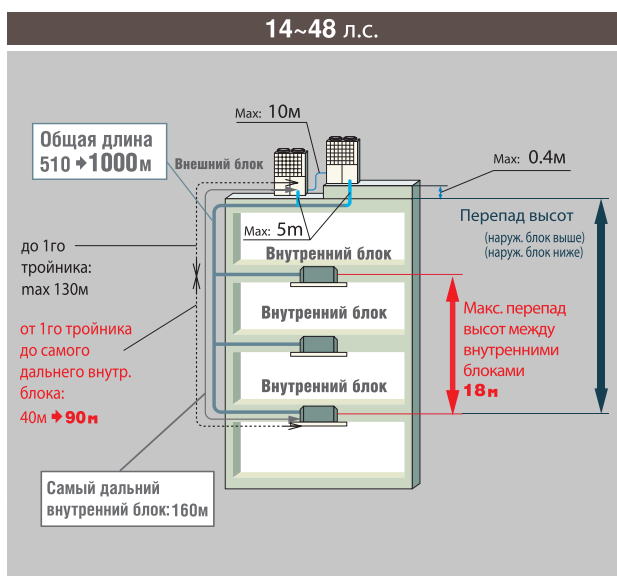 14~48 л.с.
Max: 10м
Общая длина
510 ➔1000м
Внешний блок
Max: 0.4м
Max: 5m
Перепад высот
(наруж. блок выше)
(наруж. блок ниже)
до 1го
тройника:
max 130м
Внутренний блок
Внутренний блок
Внутренний блок
от 1го тройника
до самого
дальнего внутр.
блока:
40м ➔90м
Макс. перепад
высот между
внутренними
блоками
18м
Самый дальний
внутренний блок:160м